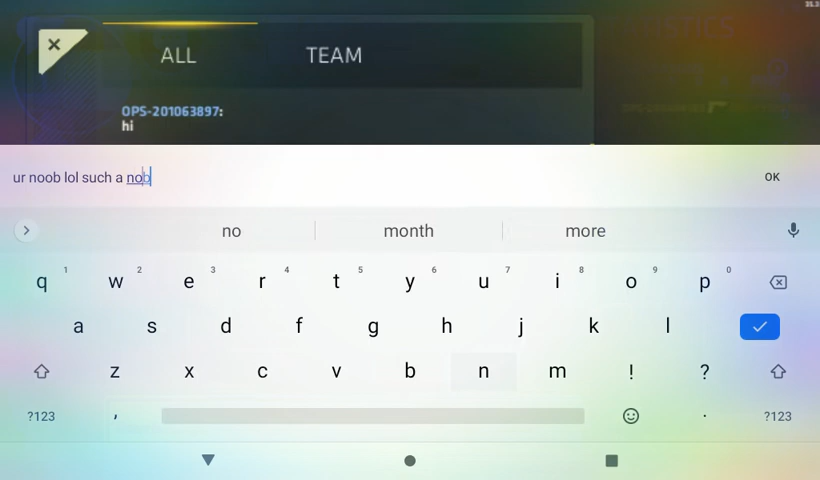 ALL TEAM
OPS-201063897:
hi
ur noob lol such a nob
OK
no month more
q 1 w 2 e 3 r 4 t 5 y 6 u 7 i 8 o 9 p 0
a s d f g h j k l
z x c v b n m ! ?
?123 , . ?123